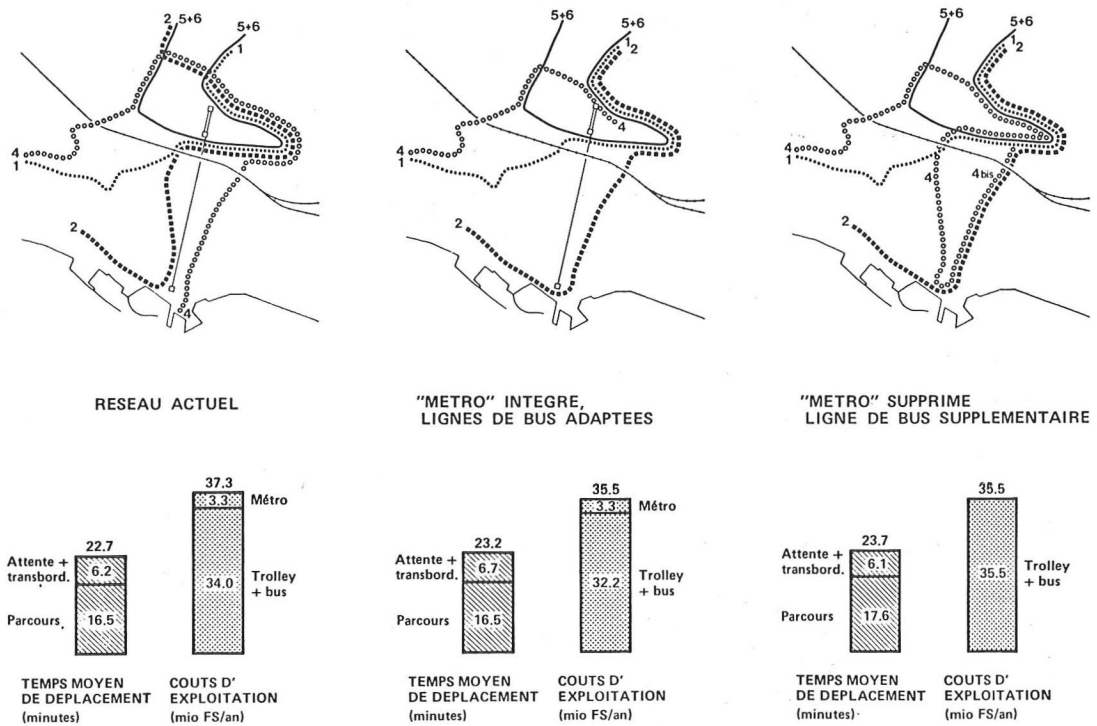 2 5+6
5+6
1
4
1
2
4
RESEAU ACTUEL
37.3
3.3 Métro
22.7
Attente +
transbord. 6.2
34.0 Trolley
+ bus
Parcours 16.5
TEMPS MOYEN
DE DEPLACEMENT
(minutes)
COUTS D'
EXPLOITATION
(mio FS/an)
5+6
5+6
1
2
4
4
1
2
"METRO" INTEGRE,
LIGNES DE BUS ADAPTEES
35.5
3.3 Métro
23.2
Attente +
transbord. 6.7
32.2 Trolley
+ bus
Parcours 16.5
TEMPS MOYEN
DE DEPLACEMENT
(minutes)
COUTS D'
EXPLOITATION
(mio FS/an)
5+6
5+6
1
2
4
1
4
4 bis
2
"METRO" SUPPRIME
LIGNE DE BUS SUPPLEMENTAIRE
35.5
23.7
Attente +
transbord. 6.1
35.5 Trolley
+ bus
Parcours 17.6
TEMPS MOYEN
DE DEPLACEMENT
(minutes)
COUTS D'
EXPLOITATION
(mio FS/an)